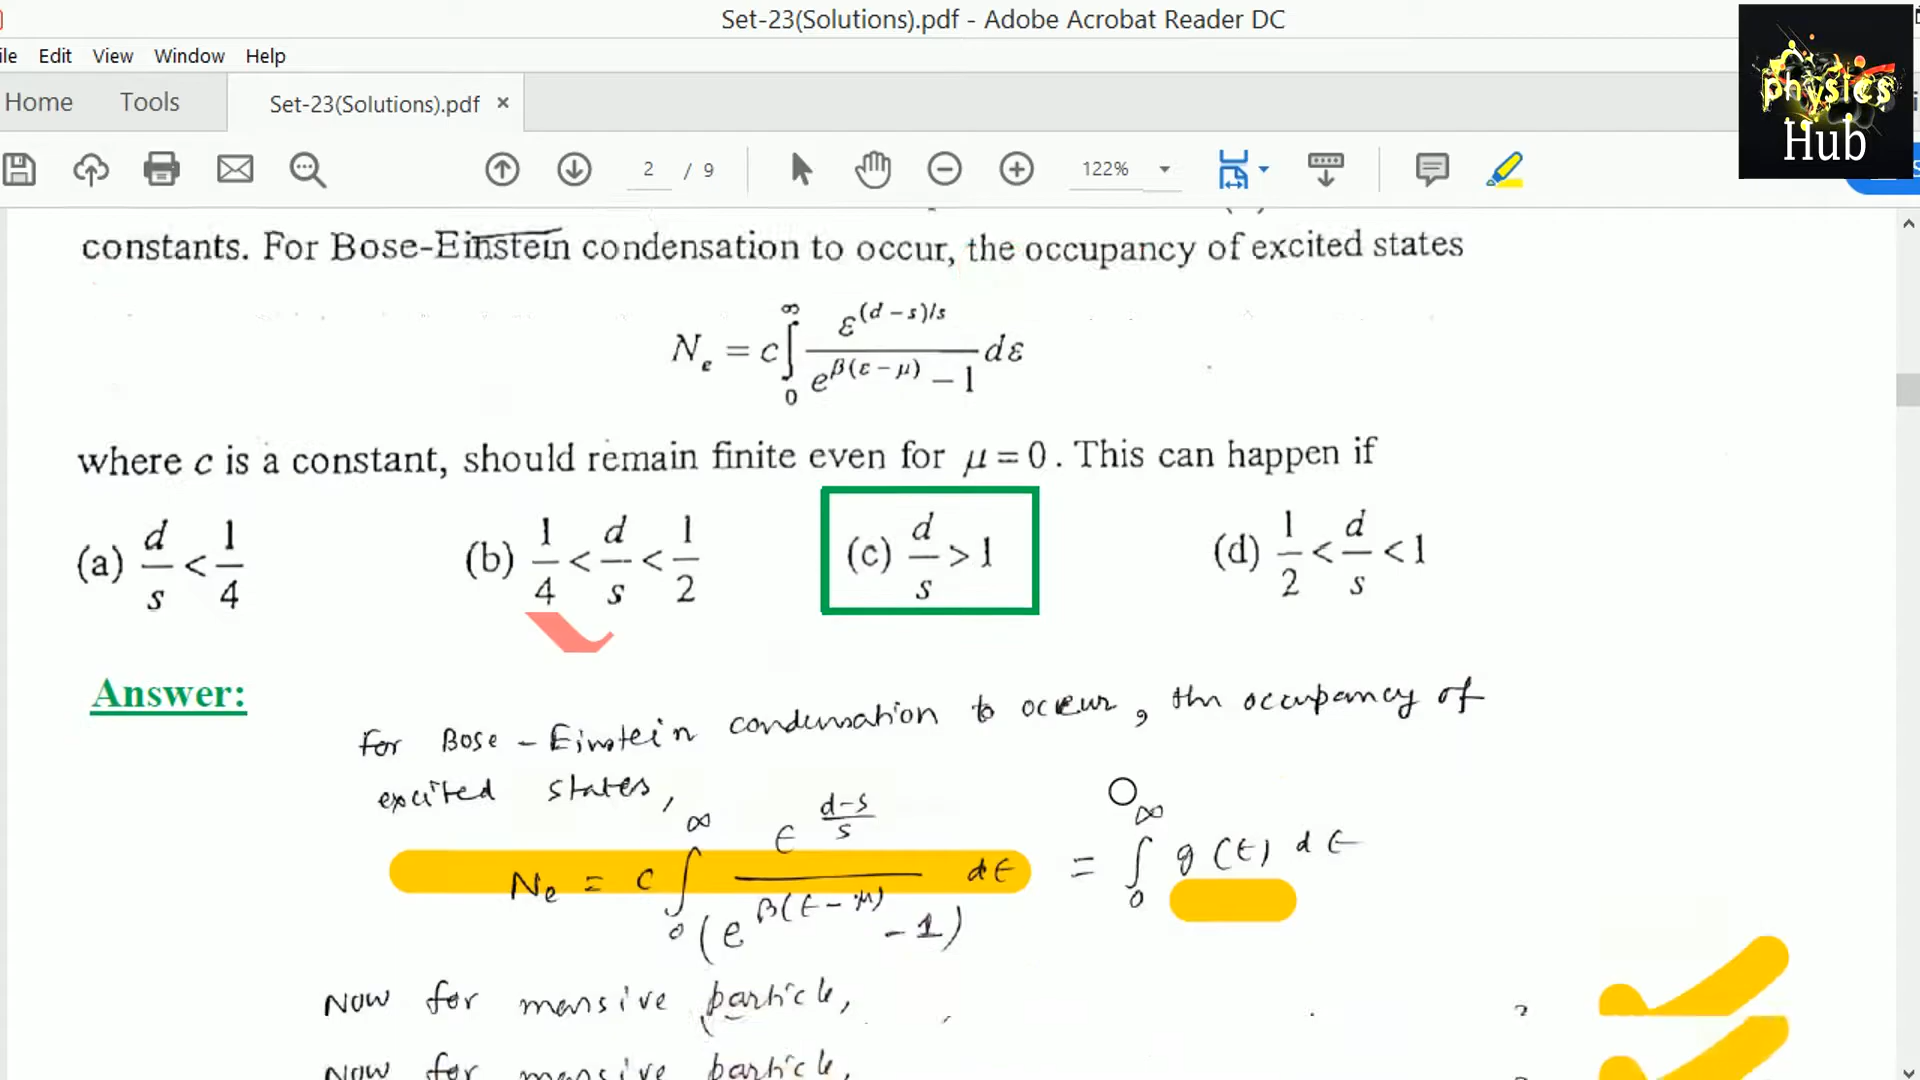 Set-23(Solutions).pdf - Adobe Acrobat Reader DC
ile Edit View Window Help
Home Tools Set-23(Solutions).pdf ×
2 / 9 122%
physics
Hub
constants. For Bose-Einstein condensation to occur, the occupancy of excited states
N_e = c ∫_0^∞ ε^{(d-s)/s} / (e^{β(ε-μ)} - 1) dε
where c is a constant, should remain finite even for μ = 0. This can happen if
(a) d/s < 1/4 (b) 1/4 < d/s < 1/2 (c) d/s > 1 (d) 1/2 < d/s < 1
Answer:
For Bose-Einstein condensation to occur, the occupancy of
excited states,
N_e = c ∫_0^∞ ε^{(d-s)/s} / (e^{β(ε-μ)} - 1) dε = ∫_0^∞ g(ε) dε
Now for massive particle,
Now for massive particle,